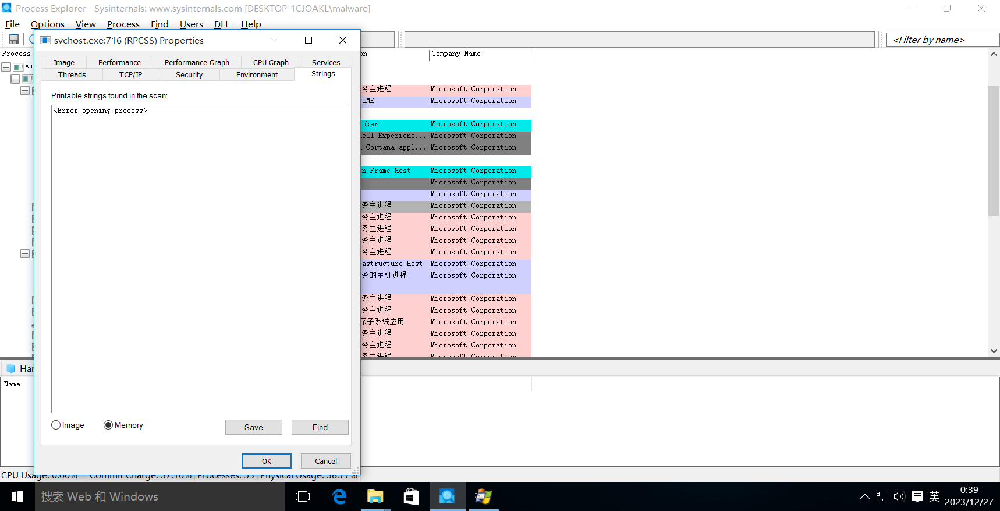 Process Explorer - Sysinternals: www.sysinternals.com [DESKTOP-1CJOAKL\malware]
File Options View Process Find Users DLL Help
<Filter by name>
svchost.exe:716 (RPCSS) Properties
Image Performance Performance Graph GPU Graph Services
Threads TCP/IP Security Environment Strings
Printable strings found in the scan:
<Error opening process>
Image Memory Save Find
OK Cancel
Process
wi
on Company Name
务主进程 Microsoft Corporation
IME Microsoft Corporation
roker Microsoft Corporation
hell Experienc... Microsoft Corporation
d Cortana appl... Microsoft Corporation
on Frame Host Microsoft Corporation
Microsoft Corporation
Microsoft Corporation
务主进程 Microsoft Corporation
务主进程 Microsoft Corporation
务主进程 Microsoft Corporation
务主进程 Microsoft Corporation
务主进程 Microsoft Corporation
rastructure Host Microsoft Corporation
务的主机进程 Microsoft Corporation
务主进程 Microsoft Corporation
务主进程 Microsoft Corporation
序子系统应用 Microsoft Corporation
务主进程 Microsoft Corporation
务主进程 Microsoft Corporation
务主进程 Microsoft Corporation
Han
Name
CPU Usage: 0.00% Commit Charge: 37.10% Processes: 53 Physical Usage: 38.77%
搜索 Web 和 Windows
英
0:39
2023/12/27